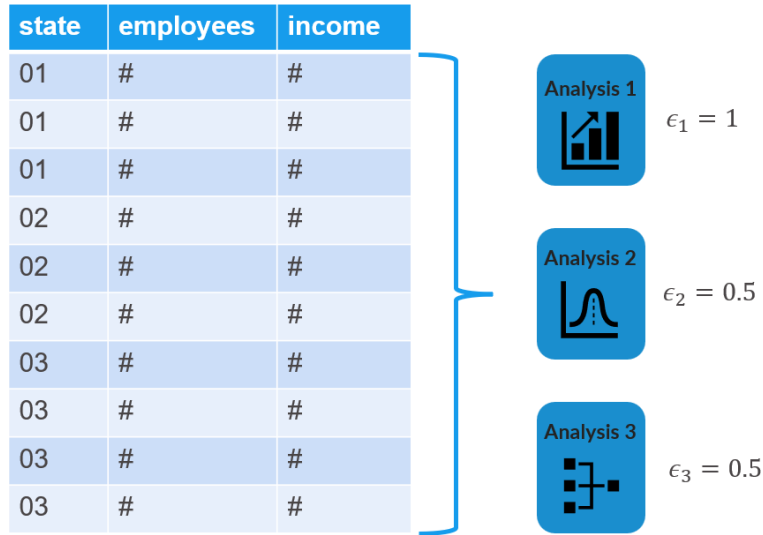 state employees income
01 # #
01 # #
01 # #
02 # #
02 # #
02 # #
03 # #
03 # #
03 # #
03 # #
Analysis 1
ϵ₁ = 1
Analysis 2
ϵ₂ = 0.5
Analysis 3
ϵ₃ = 0.5